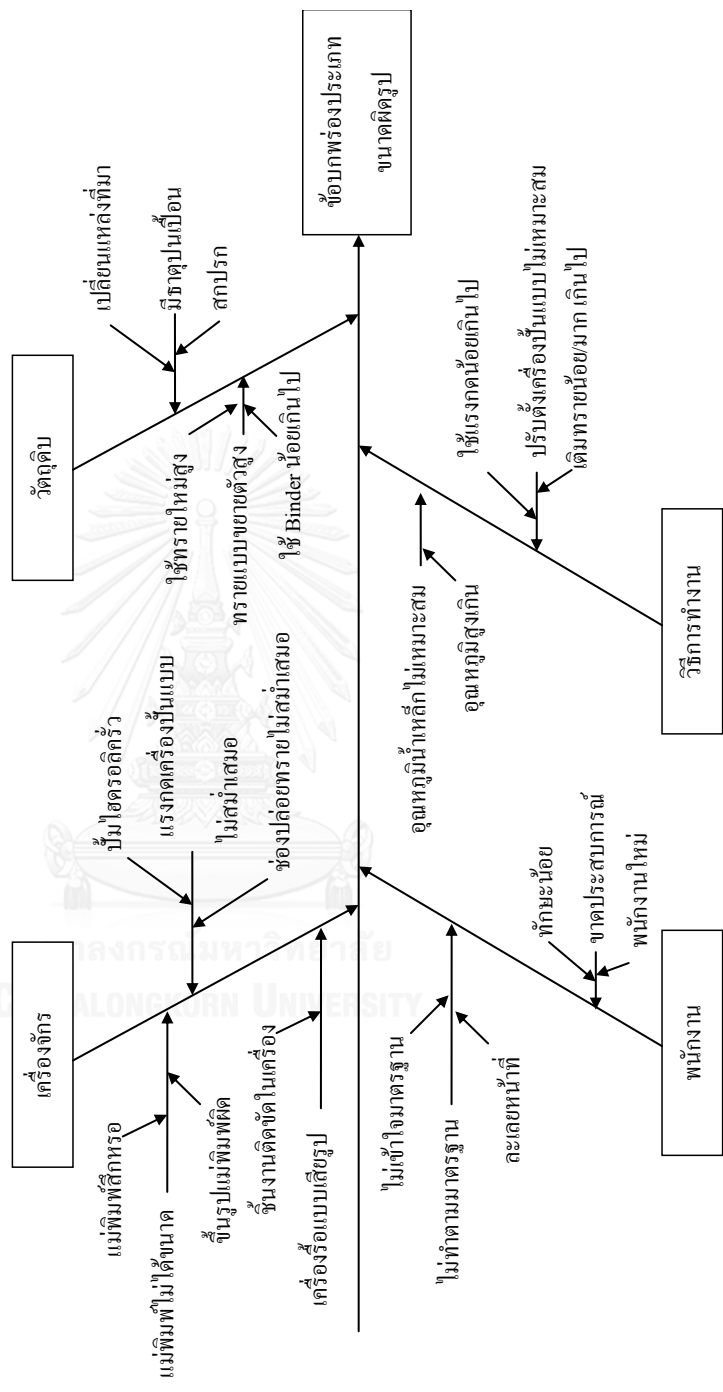 เครื่องจักร
วัตถุดิบ
แม่พิมพ์สึกหรอ
แม่พิมพ์ไม่ได้ขนาด
ขึ้นรูปแม่พิมพ์ผิด
ชิ้นงานติดขัดในเครื่อง
เครื่องรื้อแบบเสียรูป
ปั๊มไฮดรอลิครั่ว
แรงกดเครื่องปั้นแบบ
ไม่สม่ำเสมอ
ช่องปล่อยทรายไม่สม่ำเสมอ
ใช้ทรายใหม่สูง
ทรายแบบขยายตัวสูง
ใช้ Binder น้อยเกินไป
เปลี่ยนแหล่งที่มา
มีธาตุปนเปื้อน
สกปรก
ข้อบกพร่องประเภท
ขนาดผิดรูป
ไม่เข้าใจมาตรฐาน
ไม่ทำตามมาตรฐาน
ละเลยหน้าที่
ทักษะน้อย
ขาดประสบการณ์
พนักงานใหม่
อุณหภูมิน้ำเหล็กไม่เหมาะสม
อุณหภูมิสูงเกิน
ใช้แรงกดน้อยเกินไป
ปรับตั้งเครื่องปั้นแบบไม่เหมาะสม
เติมทรายน้อย/มาก เกินไป
พนักงาน
วิธีการทำงาน
าลงกรณ์มหาวิทยาลัย
ALONGKORN UNIVERSITY